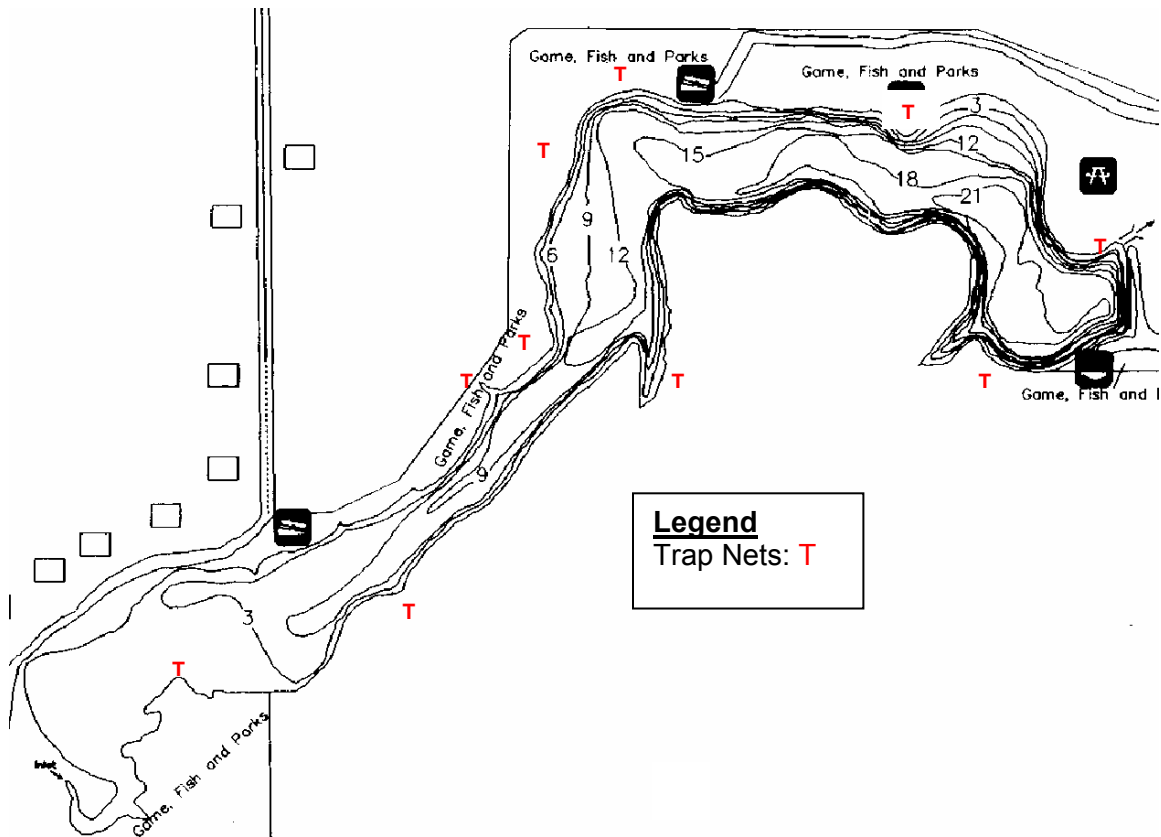 Game, Fish and Parks
T
Game, Fish and Parks
T
3
T
15
12
18
21
9
6
12
T
Game, Fish and Parks
T
T
T
T
Game, Fish and P
9
Legend
Trap Nets: T
3
T
T
Inlet
Game, Fish and Parks